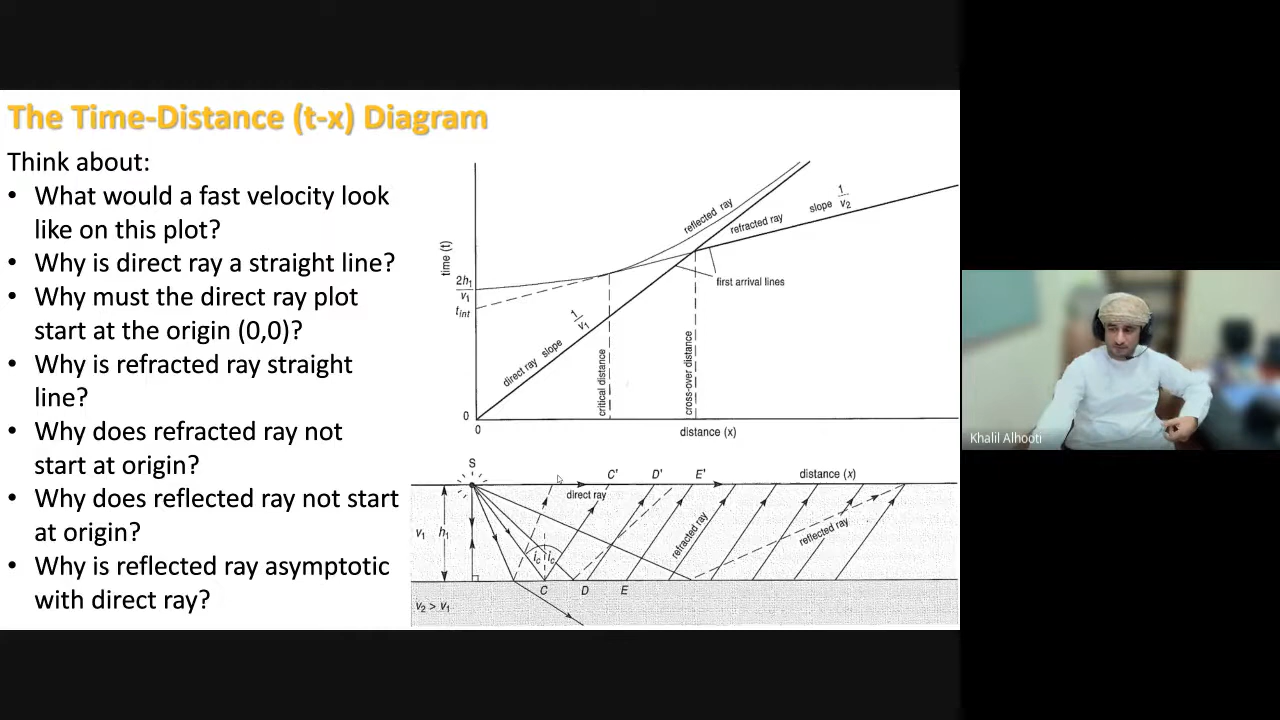 The Time-Distance (t-x) Diagram
Think about:
• What would a fast velocity look
like on this plot?
• Why is direct ray a straight line?
• Why must the direct ray plot
start at the origin (0,0)?
• Why is refracted ray straight
line?
• Why does refracted ray not
start at origin?
• Why does reflected ray not start
at origin?
• Why is reflected ray asymptotic
with direct ray?
time (t)
2h₁
v₁
tint
0
0
direct ray slope
1
v₁
critical distance
cross-over distance
reflected ray
refracted ray
slope
1
v₂
first arrival lines
distance (x)
S
C' D' E'
distance (x)
direct ray
v₁
h₁
ic ic
refracted ray
reflected ray
C D E
v₂ > v₁
Khalil Alhooti